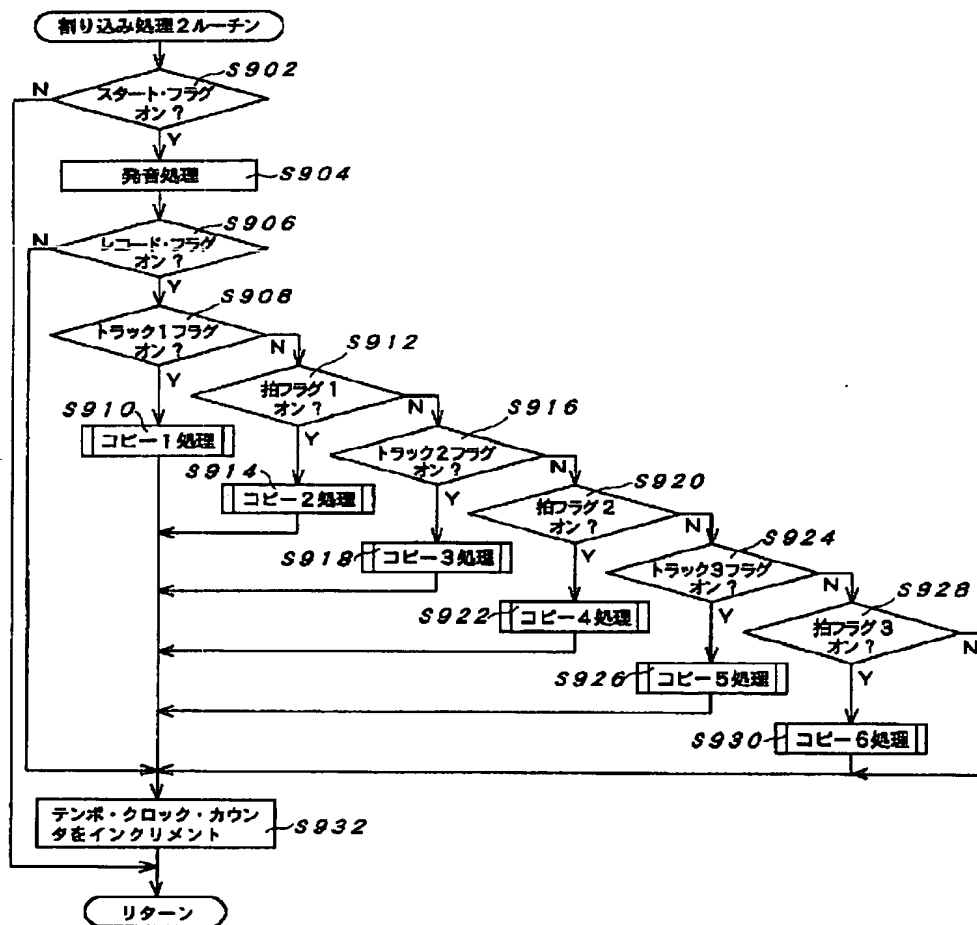 割り込み処理2ルーチン
S902
N
スタート・フラグ
オン?
Y
発音処理
S904
S906
N
レコード・フラグ
オン?
Y
S908
トラック1フラグ
オン?
N
Y
S912
拍フラグ1
オン?
N
Y
S910
コピー1処理
S916
トラック2フラグ
オン?
N
Y
S914
コピー2処理
S920
拍フラグ2
オン?
N
Y
S918
コピー3処理
S924
トラック3フラグ
オン?
N
Y
S922
コピー4処理
S928
拍フラグ3
オン?
N
Y
S926
コピー5処理
S930
コピー6処理
テンポ・クロック・カウン
タをインクリメント
S932
リターン